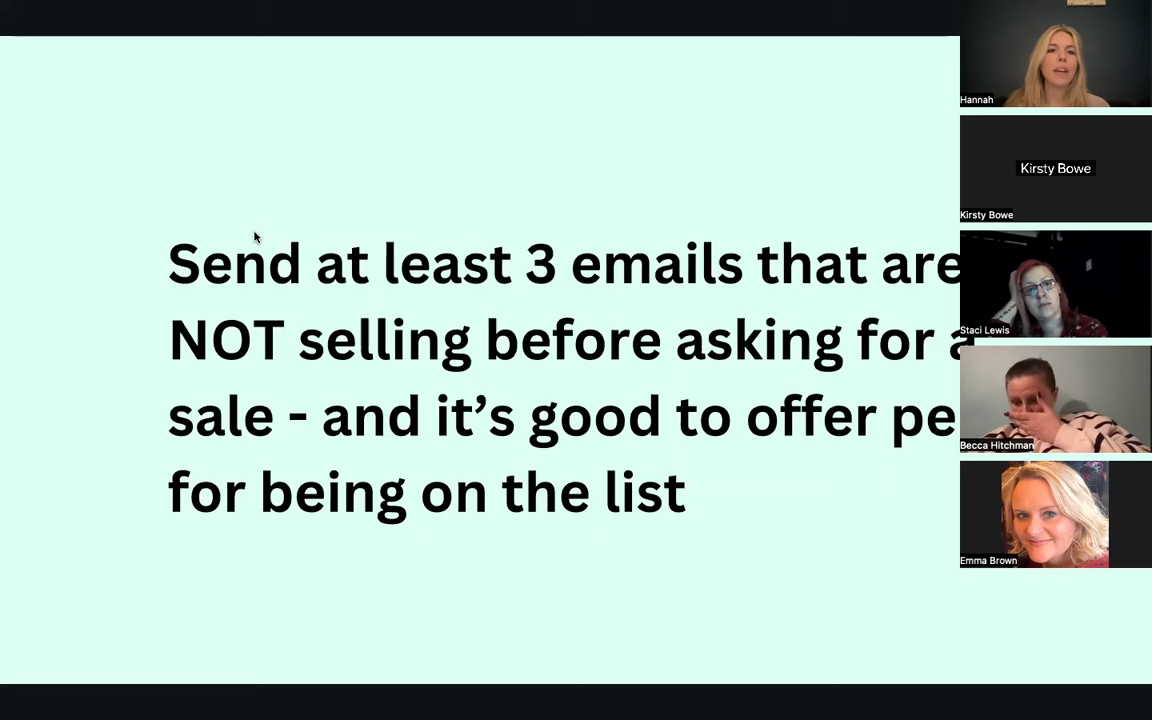 Send at least 3 emails that are
NOT selling before asking for a
sale - and it’s good to offer
for being on the list
Hannah
Kirsty Bowe
Kirsty Bowe
Staci Lewis
Becca Hitchman
Emma Brown